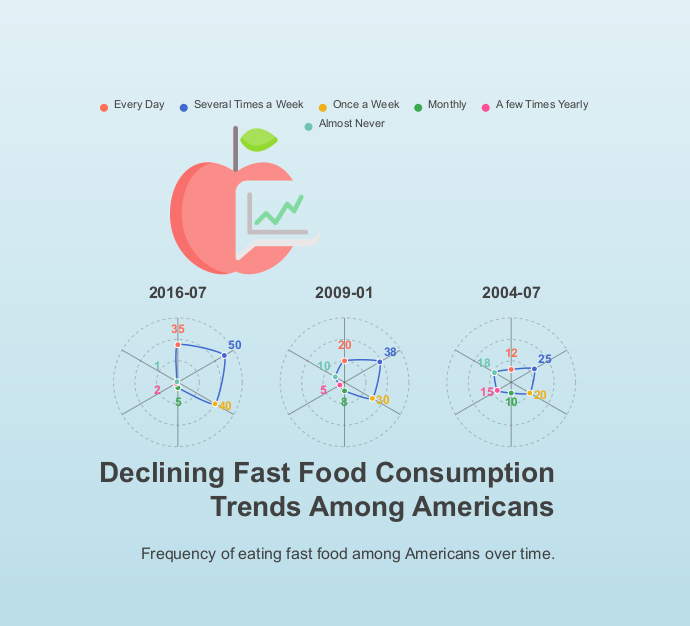 Every Day Several Times a Week Once a Week Monthly A few Times Yearly
Almost Never
2016-07 2009-01 2004-07
35 50 1 2 5 40
20 38 10 5 8 30
12 25 18 15 10 20
Declining Fast Food Consumption
Trends Among Americans
Frequency of eating fast food among Americans over time.